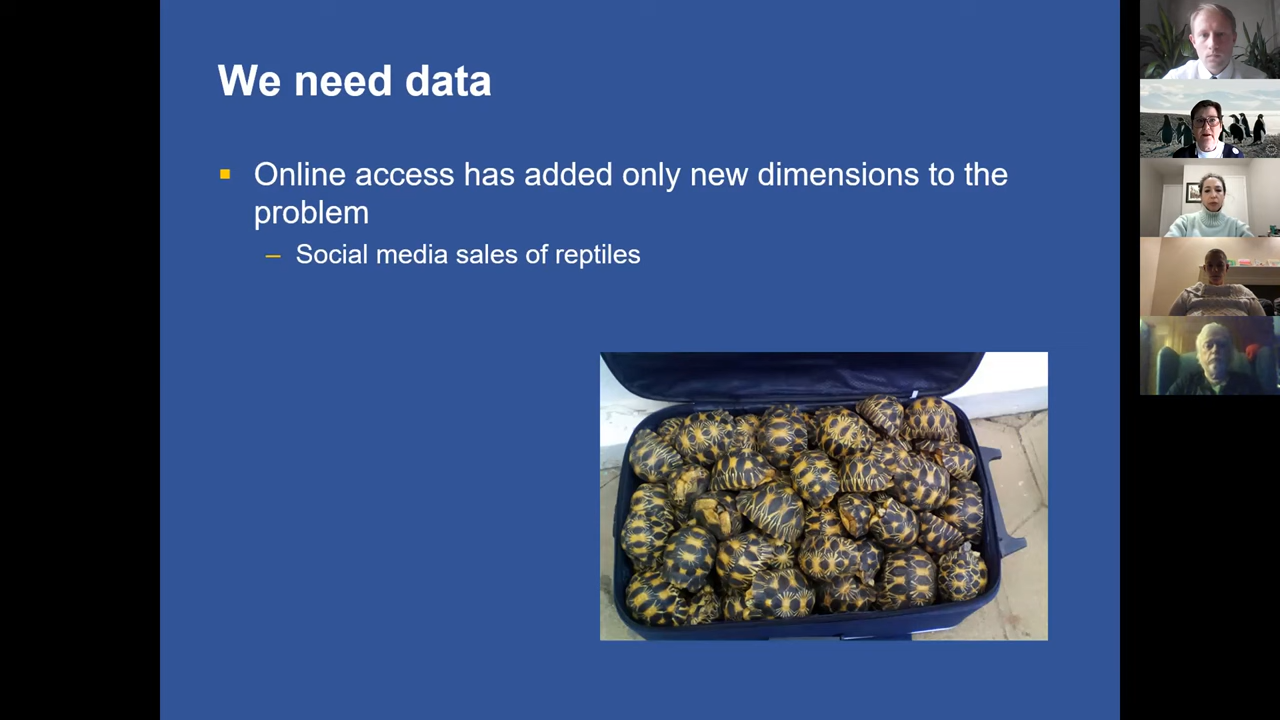 We need data
Online access has added only new dimensions to the
problem
– Social media sales of reptiles